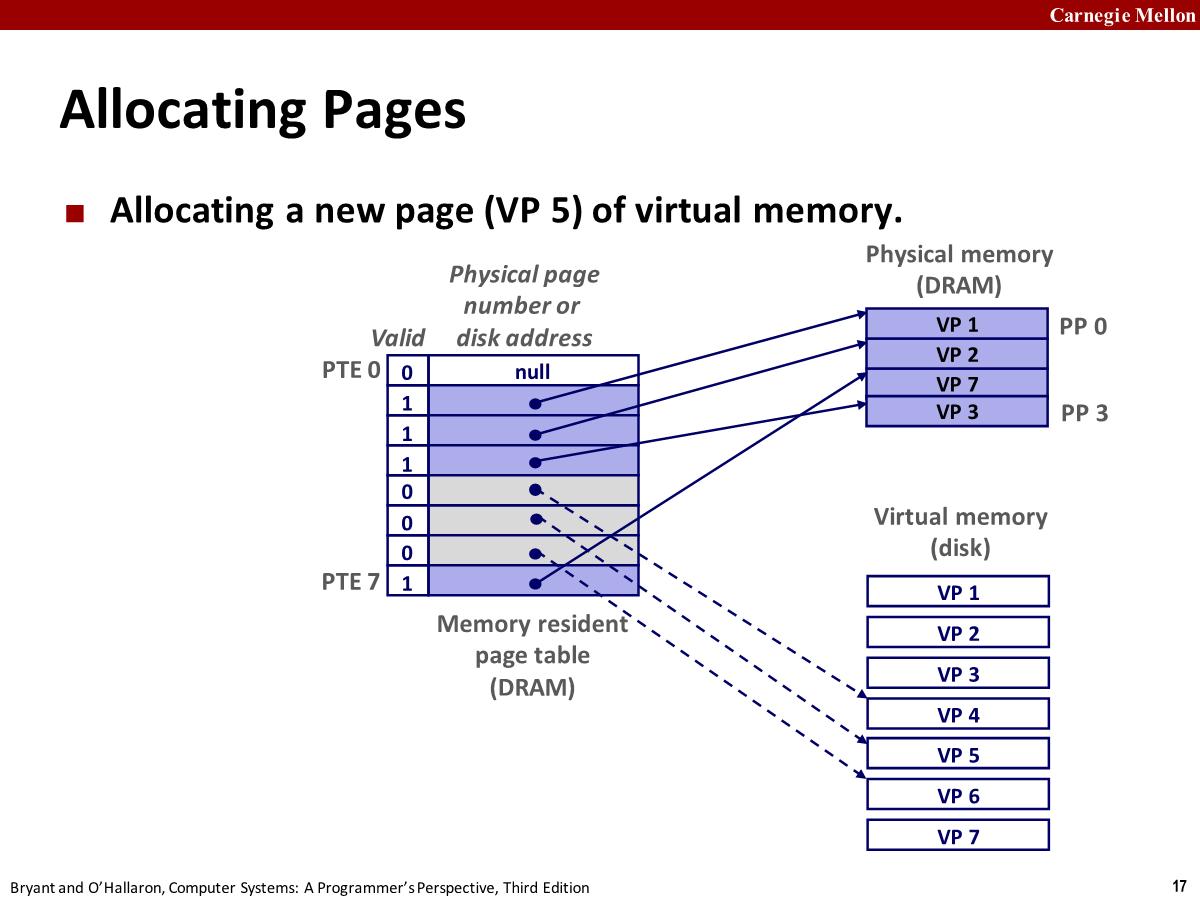 Carnegie Mellon
Allocating Pages
■ Allocating a new page (VP 5) of virtual memory.
Physical page
number or
disk address
Valid
PTE 0
0
null
1
1
1
0
0
0
PTE 7
1
Memory resident
page table
(DRAM)
Physical memory
(DRAM)
VP 1
PP 0
VP 2
VP 7
VP 3
PP 3
Virtual memory
(disk)
VP 1
VP 2
VP 3
VP 4
VP 5
VP 6
VP 7
Bryant and O’Hallaron, Computer Systems: A Programmer’s Perspective, Third Edition
17